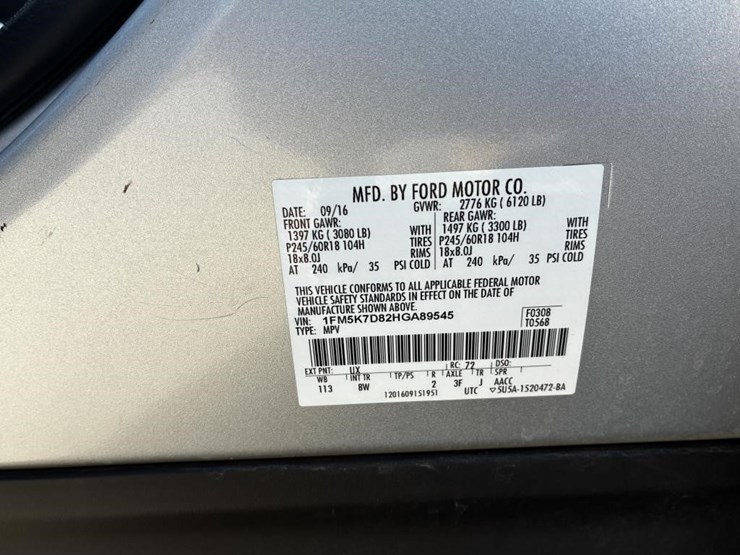 MFD. BY FORD MOTOR CO.
DATE: 09/16 GVWR: 2776 KG ( 6120 LB)
FRONT GAWR: REAR GAWR:
1397 KG ( 3080 LB) WITH 1497 KG ( 3300 LB) WITH
P245/60R18 104H TIRES P245/60R18 104H TIRES
18x8.0J RIMS 18x8.0J RIMS
AT 240 kPa/ 35 PSI COLD AT 240 kPa/ 35 PSI COLD
THIS VEHICLE CONFORMS TO ALL APPLICABLE FEDERAL MOTOR
VEHICLE SAFETY STANDARDS IN EFFECT ON THE DATE OF
MANUFACTURE SHOWN ABOVE.
VIN: 1FM5K7D82HGA89545 F0308
TYPE: MPV T0568
EXT PNT: UX RC: 72 DSO:
WB INT TR TP/PS R AXLE TR SPR
113 BW 2 3F J AACC
1201609151951 UTC ▽5U5A-1520472-BA